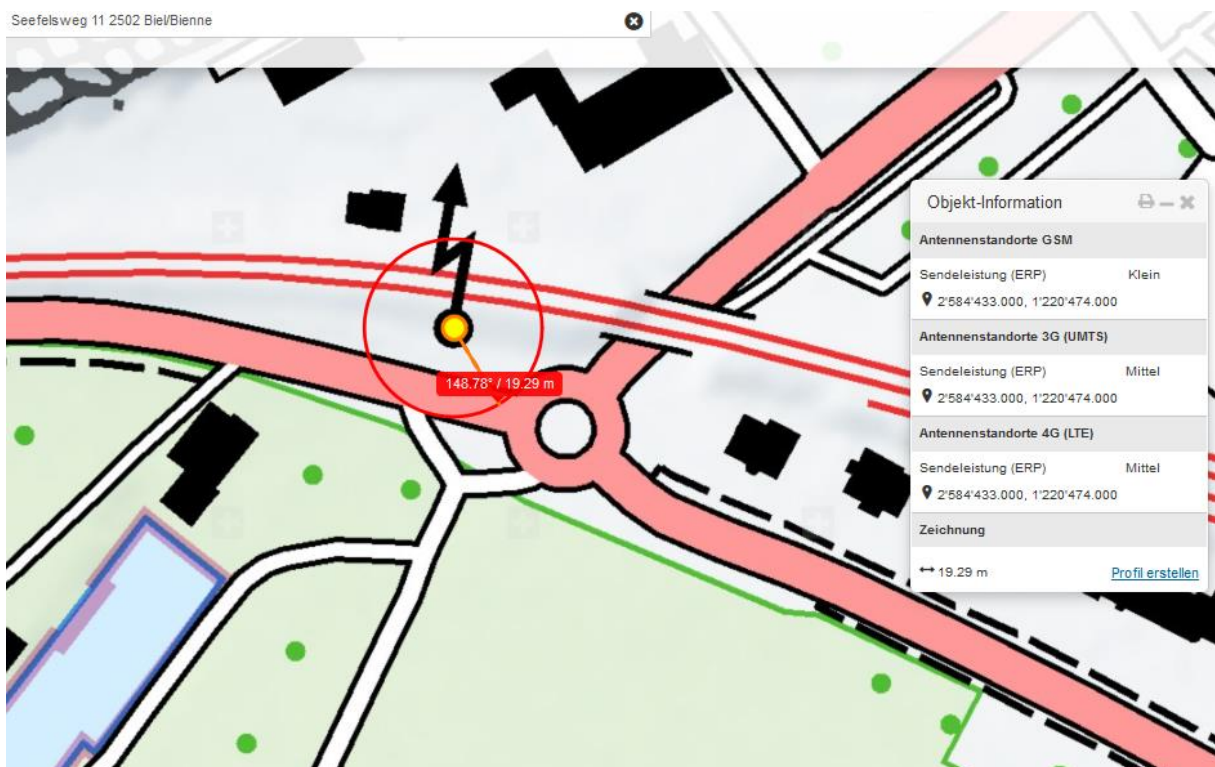 Seefelsweg 11 2502 Biel/Bienne
Objekt-Information
Antennenstandorte GSM
Sendeleistung (ERP) Klein
2'584'433.000, 1'220'474.000
Antennenstandorte 3G (UMTS)
Sendeleistung (ERP) Mittel
2'584'433.000, 1'220'474.000
Antennenstandorte 4G (LTE)
Sendeleistung (ERP) Mittel
2'584'433.000, 1'220'474.000
Zeichnung
19.29 m Profil erstellen
148.78° / 19.29 m